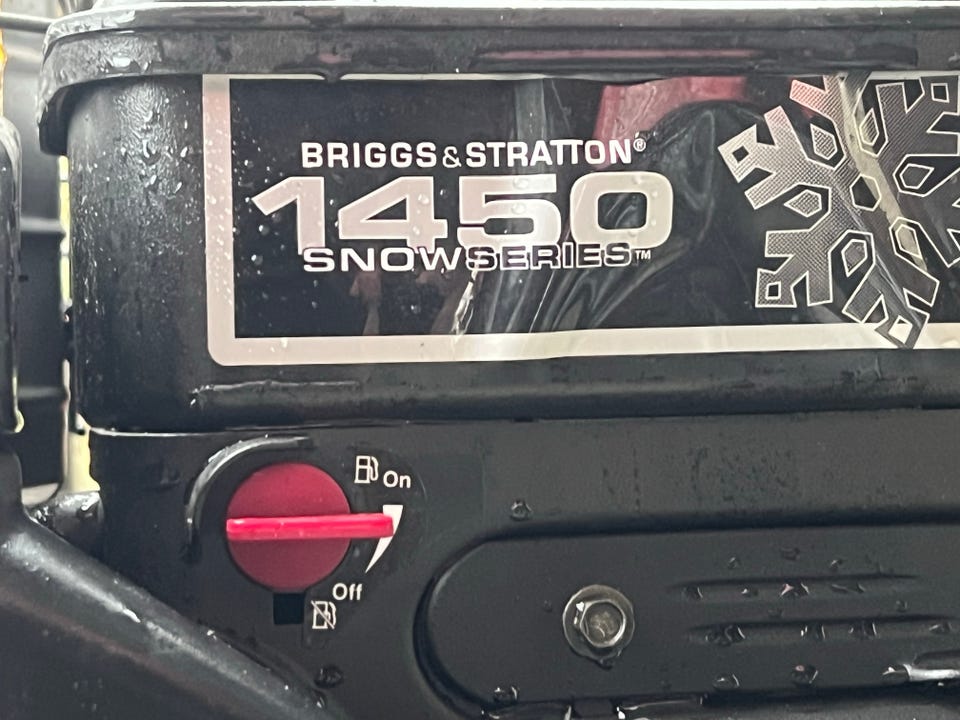 BRIGGS & STRATTON®
1450
SNOWSERIES™
On
Off